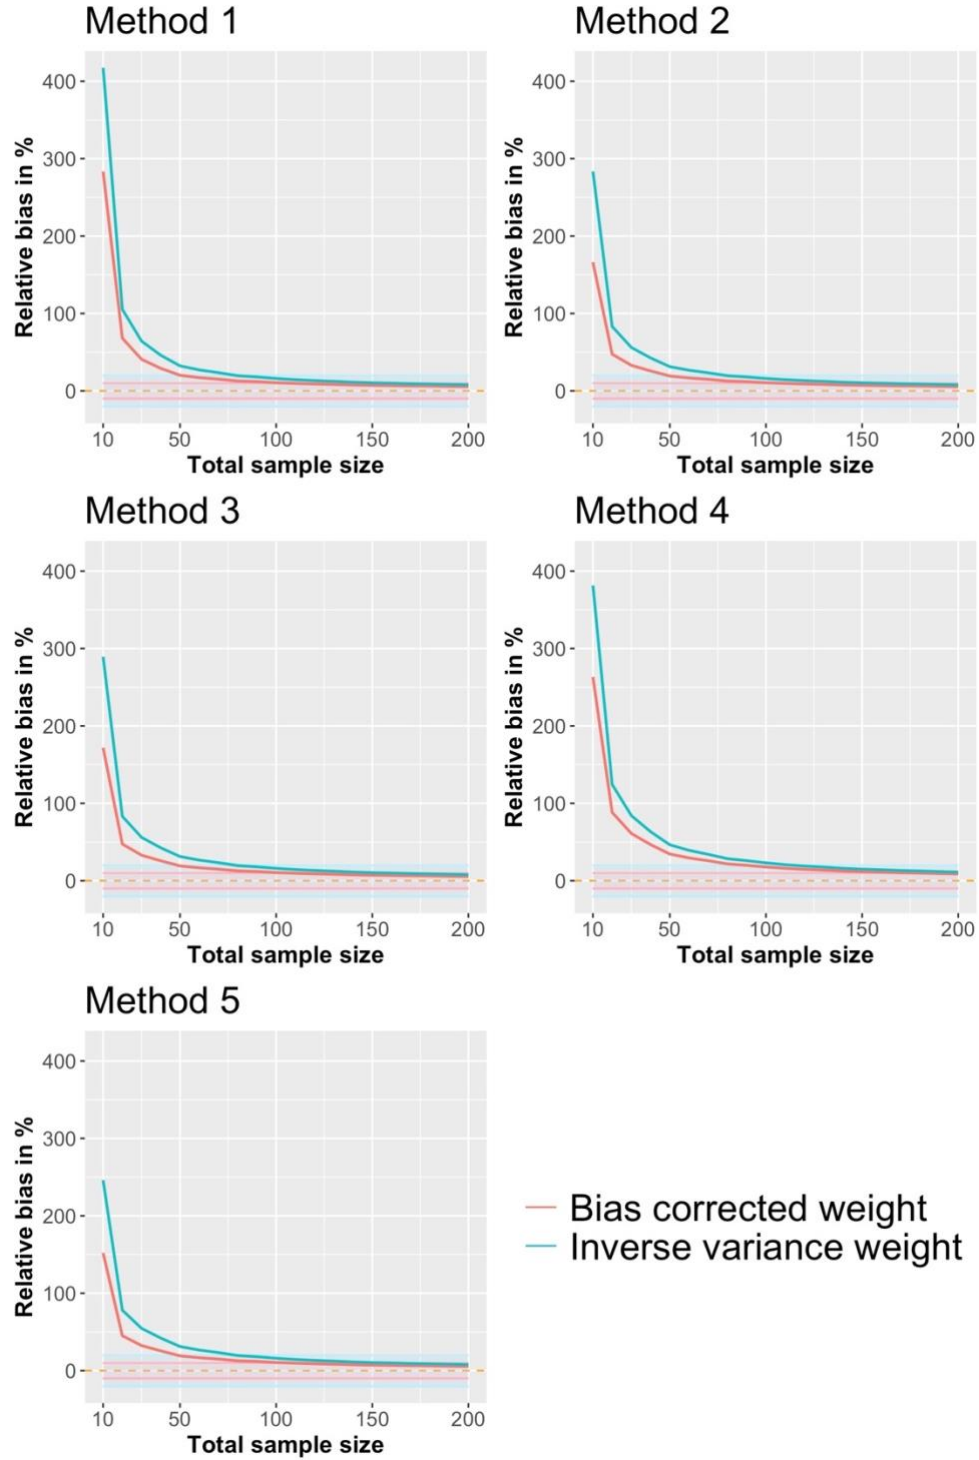 Method 1
Relative bias in %
400
300
200
100
0
10 50 100 150 200
Total sample size
Method 2
Relative bias in %
400
300
200
100
0
10 50 100 150 200
Total sample size
Method 3
Relative bias in %
400
300
200
100
0
10 50 100 150 200
Total sample size
Method 4
Relative bias in %
400
300
200
100
0
10 50 100 150 200
Total sample size
Method 5
Relative bias in %
400
300
200
100
0
10 50 100 150 200
Total sample size
Bias corrected weight
Inverse variance weight